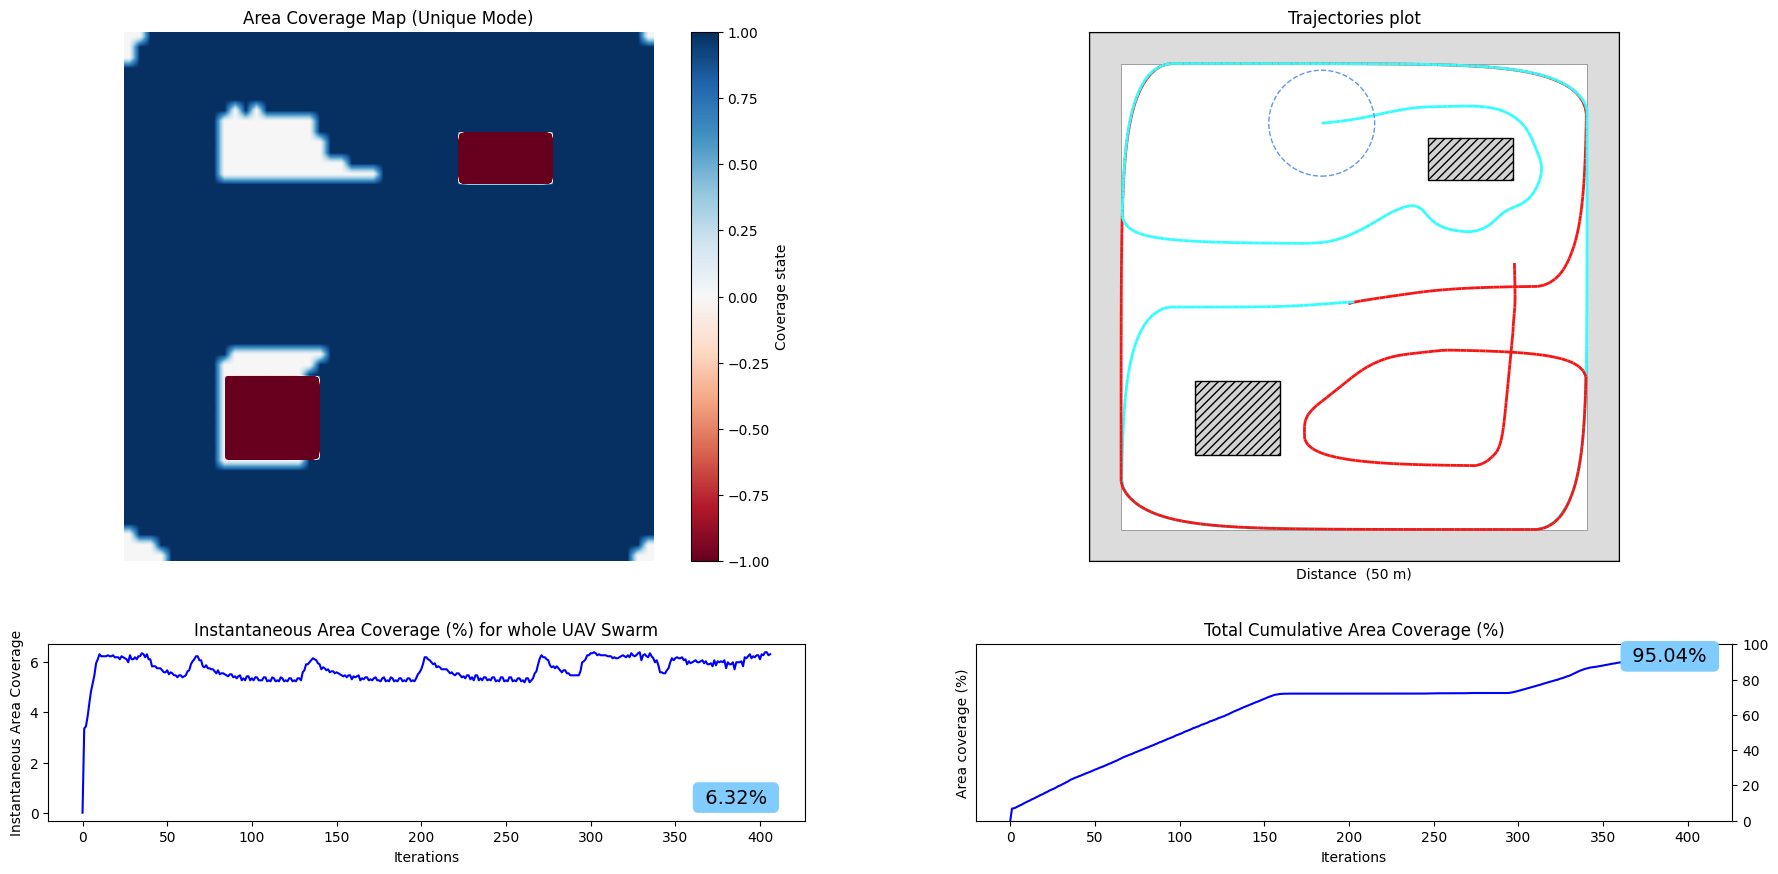 Area Coverage Map (Unique Mode)
1.00
0.75
0.50
0.25
0.00
−0.25
−0.50
−0.75
−1.00
Coverage state
Trajectories plot
Distance  (50 m)
Instantaneous Area Coverage (%) for whole UAV Swarm
Instantaneous Area Coverage
6
4
2
0
6.32%
0 50 100 150 200 250 300 350 400
Iterations
Total Cumulative Area Coverage (%)
Area coverage (%)
95.04%
100
80
60
40
20
0
0 50 100 150 200 250 300 350 400
Iterations